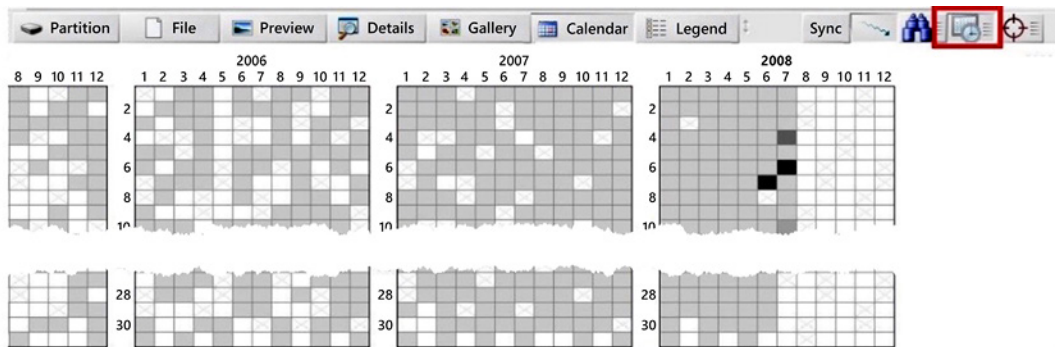 Partition File Preview Details Gallery Calendar Legend Sync
2006 2007 2008
8 9 10 11 12 1 2 3 4 5 6 7 8 9 10 11 12 1 2 3 4 5 6 7 8 9 10 11 12 1 2 3 4 5 6 7 8 9 10 11 12
2 2 2
4 4 4
6 6 6
8 8 8
10 10 10
28 28 28
30 30 30